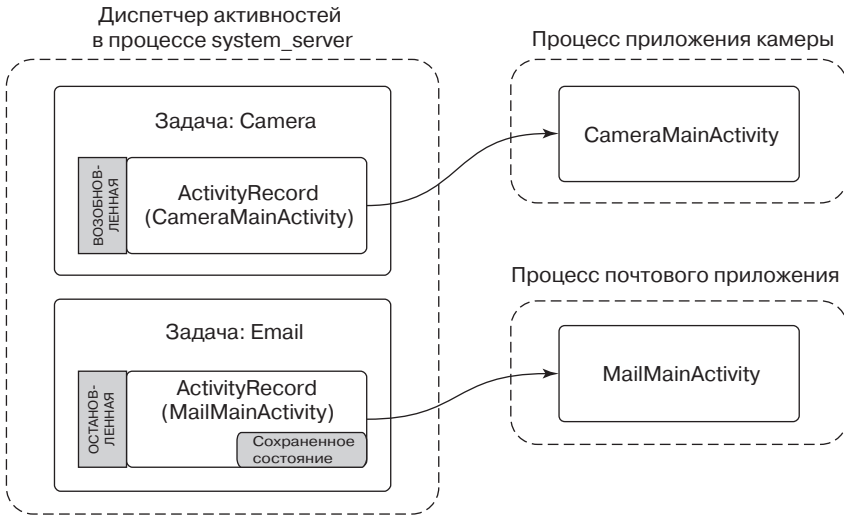 Диспетчер активностей
в процессе system_server
Процесс приложения камеры
Задача: Camera
ВОЗОБНОВ-
ЛЕННАЯ
ActivityRecord
(CameraMainActivity)
CameraMainActivity
Процесс почтового приложения
Задача: Email
ОСТАНОВ-
ЛЕННАЯ
ActivityRecord
(MailMainActivity)
Сохраненное
состояние
MailMainActivity